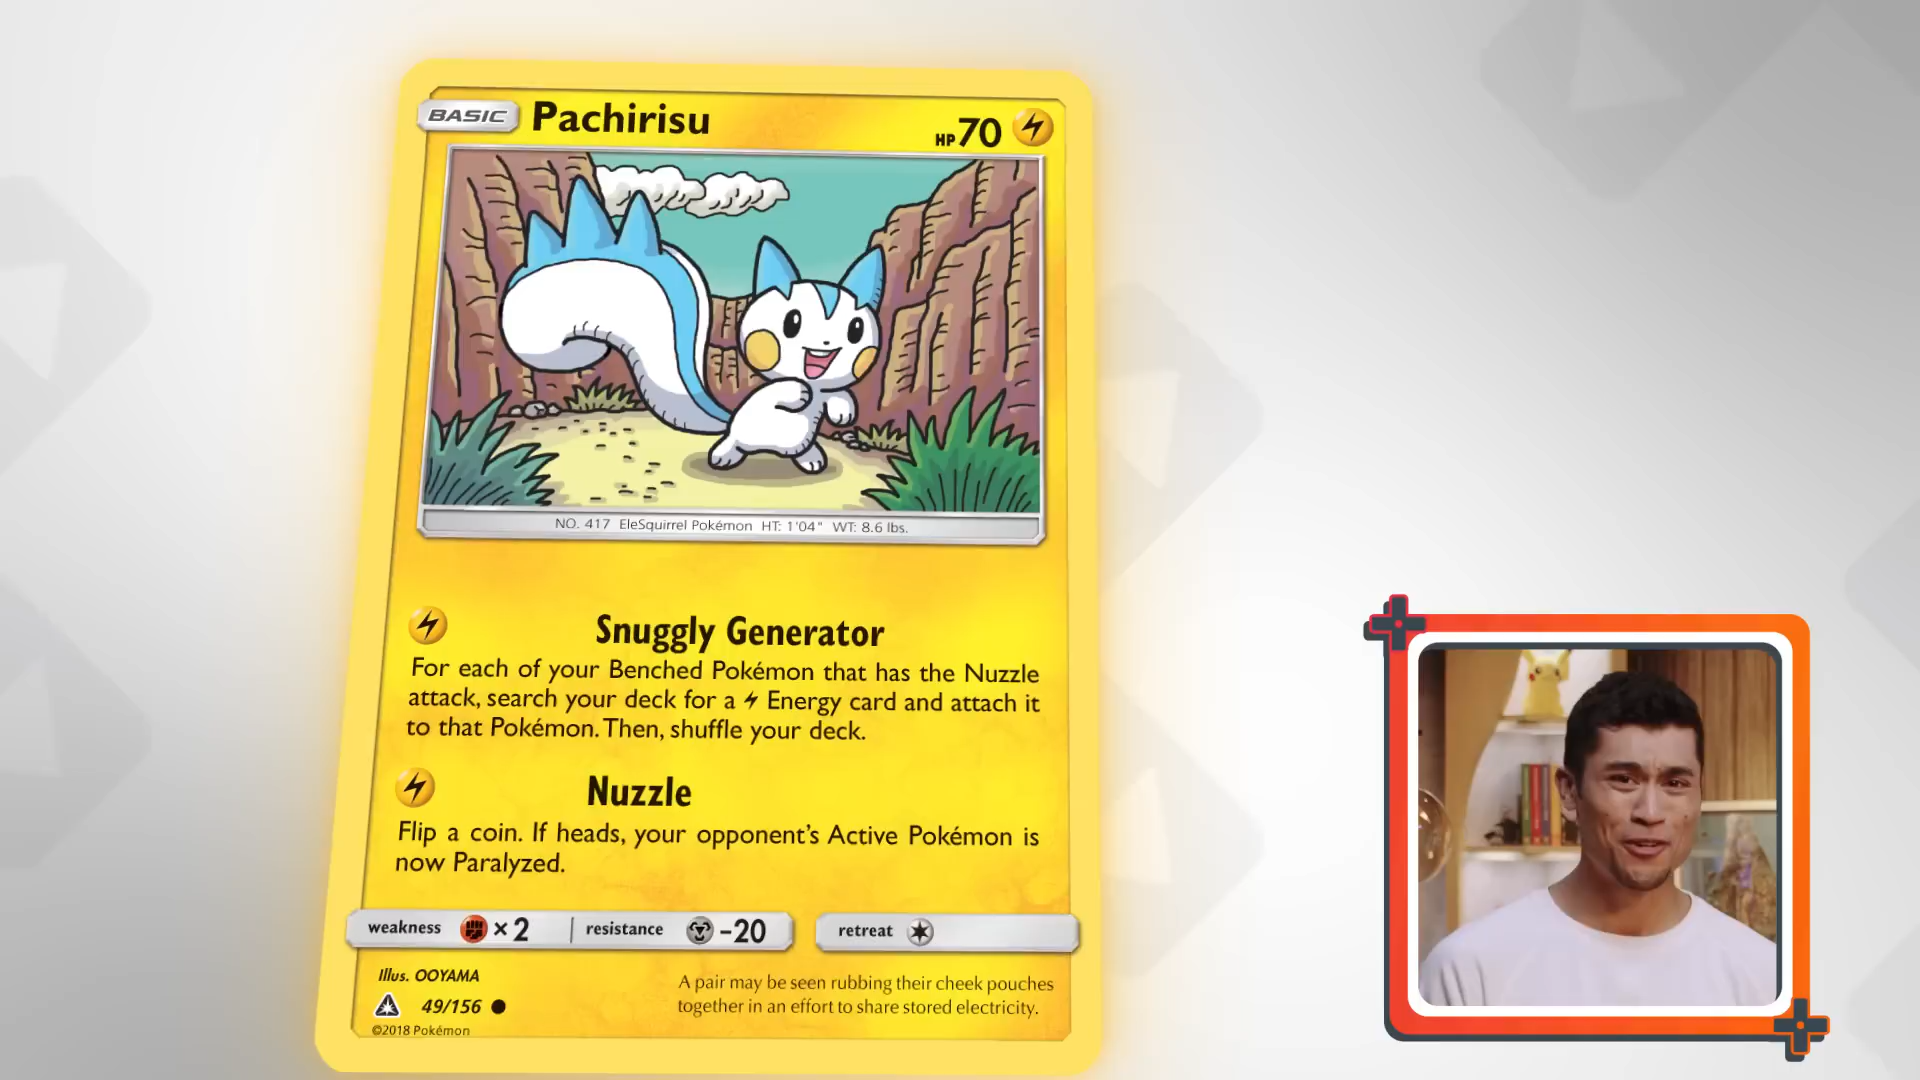 BASIC Pachirisu HP 70
NO. 417 EleSquirrel Pokémon HT: 1'04" WT: 8.6 lbs.
Snuggly Generator
For each of your Benched Pokémon that has the Nuzzle
attack, search your deck for a Energy card and attach it
to that Pokémon. Then, shuffle your deck.
Nuzzle
Flip a coin. If heads, your opponent's Active Pokémon is
now Paralyzed.
weakness × 2 resistance -20 retreat
Illus. OOYAMA
49/156
©2018 Pokémon
A pair may be seen rubbing their cheek pouches
together in an effort to share stored electricity.